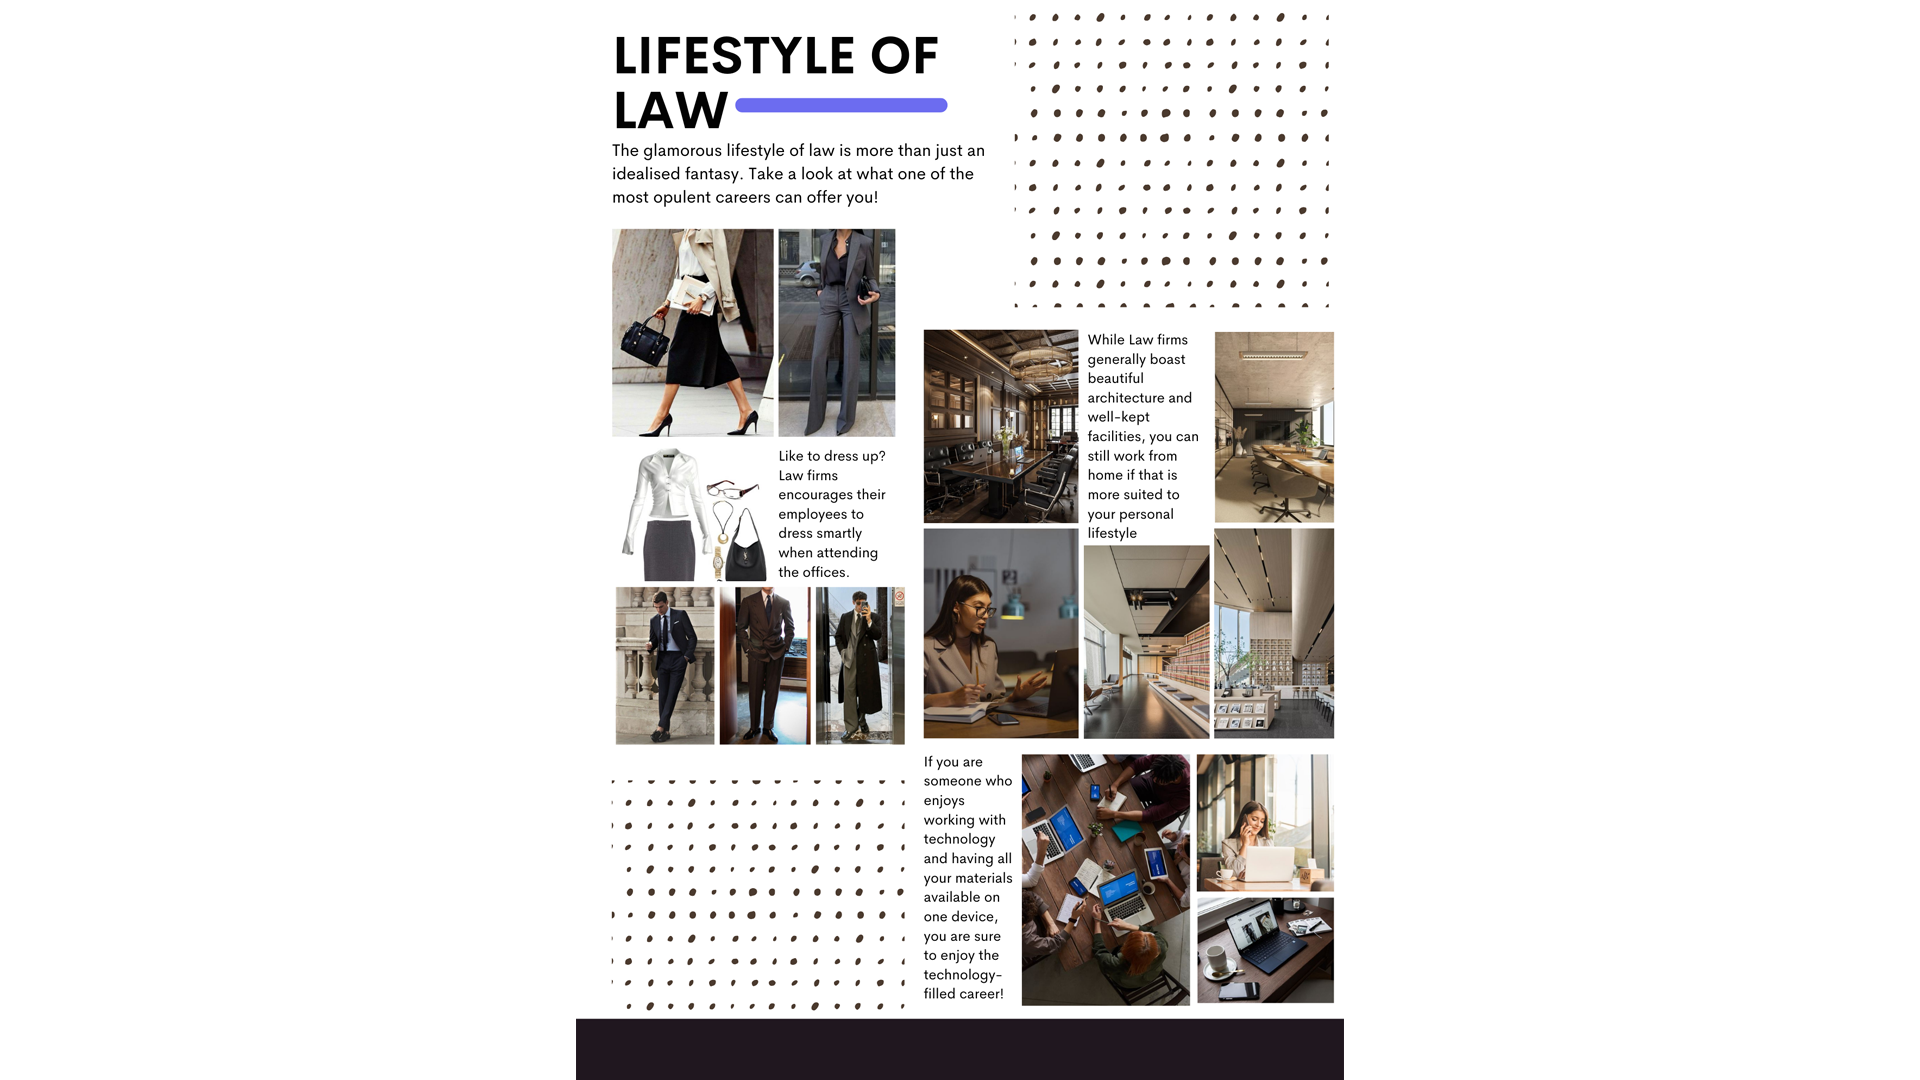 LIFESTYLE OF
LAW
The glamorous lifestyle of law is more than just an
idealised fantasy. Take a look at what one of the
most opulent careers can offer you!
Like to dress up?
Law firms
encourages their
employees to
dress smartly
when attending
the offices.
While Law firms
generally boast
beautiful
architecture and
well-kept
facilities, you can
still work from
home if that is
more suited to
your personal
lifestyle
If you are
someone who
enjoys
working with
technology
and having all
your materials
available on
one device,
you are sure
to enjoy the
technology-
filled career!